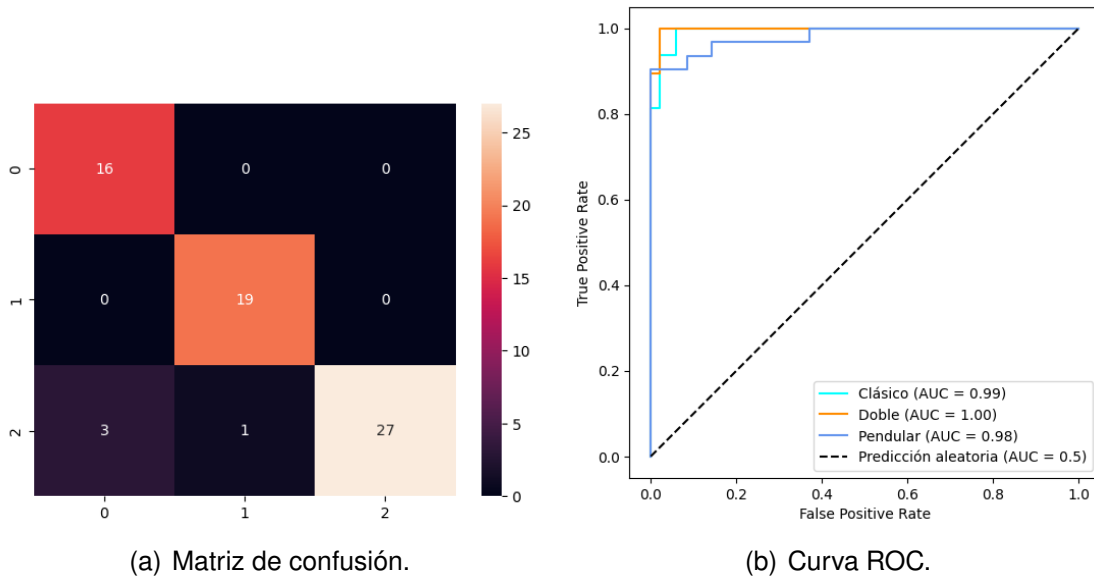 16 0 0
0 19 0
3 1 27
0
1
2
0 1 2
25
20
15
10
5
0
(a) Matriz de confusión.
True Positive Rate
1.0
0.8
0.6
0.4
0.2
0.0
0.0 0.2 0.4 0.6 0.8 1.0
False Positive Rate
Clásico (AUC = 0.99)
Doble (AUC = 1.00)
Pendular (AUC = 0.98)
Predicción aleatoria (AUC = 0.5)
(b) Curva ROC.